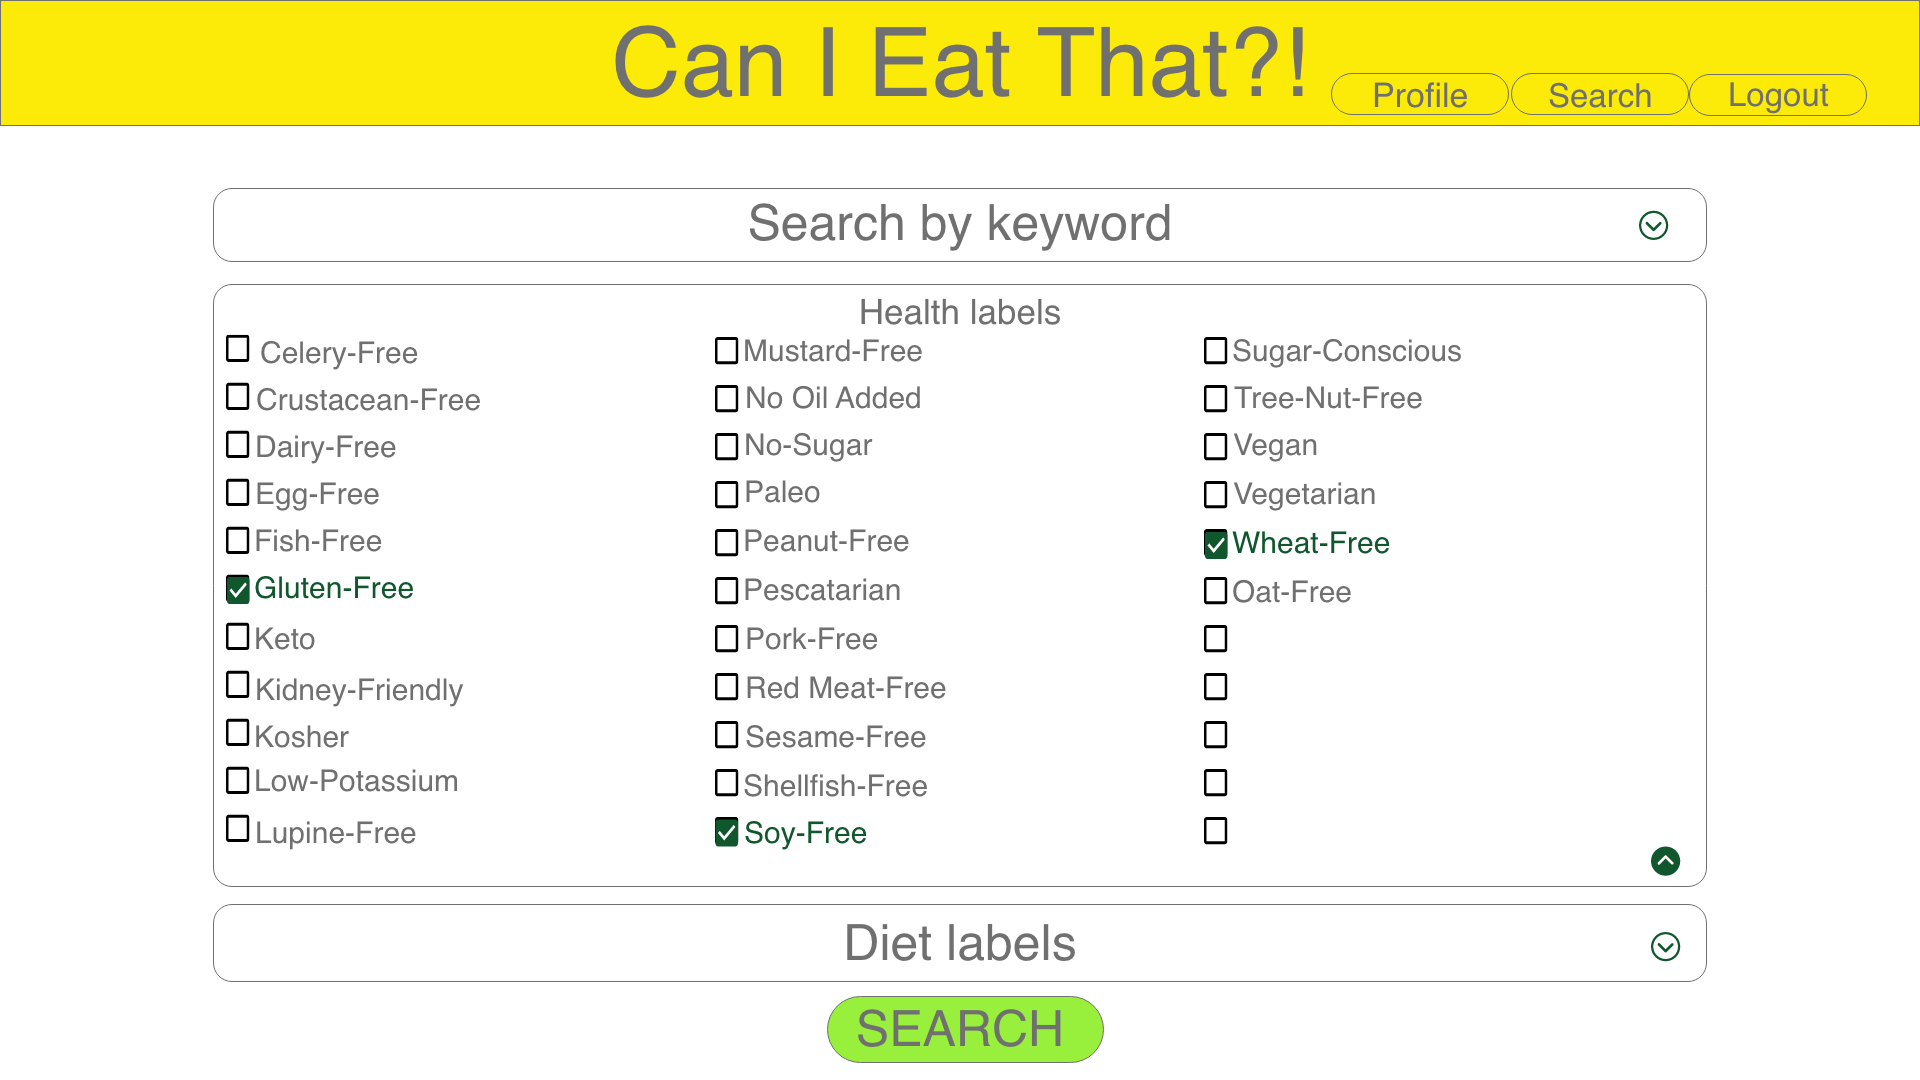 Can I Eat That?!
Profile
Search
Logout
Search by keyword
Health labels
Celery-Free
Crustacean-Free
Dairy-Free
Egg-Free
Fish-Free
Gluten-Free
Keto
Kidney-Friendly
Kosher
Low-Potassium
Lupine-Free
Mustard-Free
No Oil Added
No-Sugar
Paleo
Peanut-Free
Pescatarian
Pork-Free
Red Meat-Free
Sesame-Free
Shellfish-Free
Soy-Free
Sugar-Conscious
Tree-Nut-Free
Vegan
Vegetarian
Wheat-Free
Oat-Free
Diet labels
SEARCH